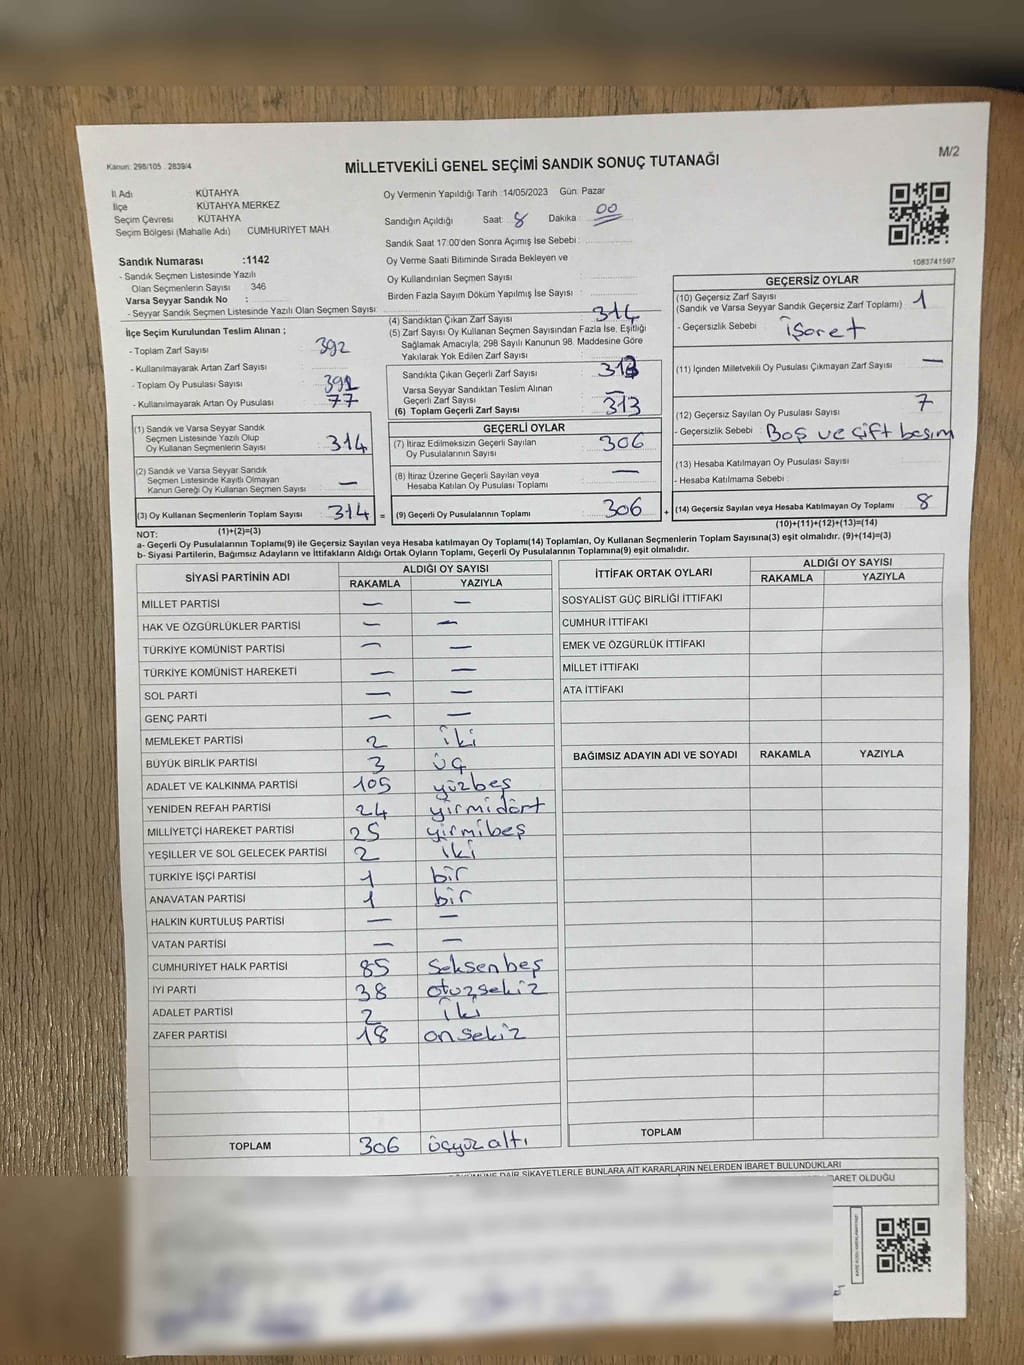 Kanun: 298/105 . 2839/4
MİLLETVEKİLİ GENEL SEÇİMİ SANDIK SONUÇ TUTANAĞI
M/2
İl Adı KÜTAHYA
İlçe KÜTAHYA MERKEZ
Seçim Çevresi KÜTAHYA
Seçim Bölgesi (Mahalle Adı) CUMHURIYET MAH.
Sandık Numarası :1142
- Sandık Seçmen Listesinde Yazılı
Olan Seçmenlerin Sayısı 346
Varsa Seyyar Sandık No :
- Seyyar Sandık Seçmen Listesinde Yazılı Olan Seçmen Sayısı :
İlçe Seçim Kurulundan Teslim Alınan ;
- Toplam Zarf Sayısı : 392
- Kullanılmayarak Artan Zarf Sayısı :
- Toplam Oy Pusulası Sayısı : 391
- Kullanılmayarak Artan Oy Pusulası : 77
(1) Sandık ve Varsa Seyyar Sandık
Seçmen Listesinde Yazılı Olup
Oy Kullanan Seçmenlerin Sayısı : 314
(2) Sandık ve Varsa Seyyar Sandık
Seçmen Listesinde Kayıtlı Olmayan
Kanun Gereği Oy Kullanan Seçmen Sayısı : —
(3) Oy Kullanan Seçmenlerin Toplam Sayısı : 314 =
(1)+(2)=(3)
Oy Vermenin Yapıldığı Tarih :14/05/2023 Gün: Pazar
Sandığın Açıldığı Saat: 8 Dakika : 00
Sandık Saat 17:00'den Sonra Açımış İse Sebebi :
Oy Verme Saati Bitiminde Sırada Bekleyen ve
Oy Kullandırılan Seçmen Sayısı :
Birden Fazla Sayım Döküm Yapılmış İse Sayısı :
(4) Sandıktan Çıkan Zarf Sayısı : 314
(5) Zarf Sayısı Oy Kullanan Seçmen Sayısından Fazla İse, Eşitliği
Sağlamak Amacıyla; 298 Sayılı Kanunun 98. Maddesine Göre
Yakılarak Yok Edilen Zarf Sayısı :
Sandıkta Çıkan Geçerli Zarf Sayısı : 313
Varsa Seyyar Sandıktan Teslim Alınan
Geçerli Zarf Sayısı : —
(6) Toplam Geçerli Zarf Sayısı : 313
GEÇERLİ OYLAR
(7) İtiraz Edilmeksizin Geçerli Sayılan
Oy Pusulalarının Sayısı : 306
(8) İtiraz Üzerine Geçerli Sayılan veya
Hesaba Katılan Oy Pusulası Toplamı : —
(9) Geçerli Oy Pusulalarının Toplamı : 306 +
1083741597
GEÇERSİZ OYLAR
(10) Geçersiz Zarf Sayısı
(Sandık ve Varsa Seyyar Sandık Geçersiz Zarf Toplamı) : 1
- Geçersizlik Sebebi : İşaret
(11) İçinden Milletvekili Oy Pusulası Çıkmayan Zarf Sayısı : —
(12) Geçersiz Sayılan Oy Pusulası Sayısı : 7
- Geçersizlik Sebebi : Boş ve çift basım
(13) Hesaba Katılmayan Oy Pusulası Sayısı :
- Hesaba Katılmama Sebebi :
(14) Geçersiz Sayılan veya Hesaba Katılmayan Oy Toplamı : 8
(10)+(11)+(12)+(13)=(14)
NOT:
a- Geçerli Oy Pusulalarının Toplamı(9) ile Geçersiz Sayılan veya Hesaba katılmayan Oy Toplamı(14) Toplamları, Oy Kullanan Seçmenlerin Toplam Sayısına(3) eşit olmalıdır. (9)+(14)=(3)
b- Siyasi Partilerin, Bağımsız Adayların ve İttifakların Aldığı Ortak Oyların Toplamı, Geçerli Oy Pusulalarının Toplamına(9) eşit olmalıdır.
SİYASİ PARTİNİN ADI ALDIĞI OY SAYISI
RAKAMLA YAZIYLA
MİLLET PARTİSİ — —
HAK VE ÖZGÜRLÜKLER PARTİSİ — —
TÜRKİYE KOMÜNİST PARTİSİ — —
TÜRKİYE KOMÜNİST HAREKETİ — —
SOL PARTİ — —
GENÇ PARTİ — —
MEMLEKET PARTİSİ 2 iki
BÜYÜK BİRLİK PARTİSİ 3 üç
ADALET VE KALKINMA PARTİSİ 105 yüzbeş
YENİDEN REFAH PARTİSİ 24 yirmidört
MİLLİYETÇİ HAREKET PARTİSİ 25 yirmibeş
YEŞİLLER VE SOL GELECEK PARTİSİ 2 iki
TÜRKİYE İŞÇİ PARTİSİ 1 bir
ANAVATAN PARTİSİ 1 bir
HALKIN KURTULUŞ PARTİSİ — —
VATAN PARTİSİ — —
CUMHURİYET HALK PARTİSİ 85 Seksenbeş
İYİ PARTİ 38 otuzsekiz
ADALET PARTİSİ 2 iki
ZAFER PARTİSİ 18 onsekiz
TOPLAM 306 üçyüzaltı
İTTİFAK ORTAK OYLARI ALDIĞI OY SAYISI
RAKAMLA YAZIYLA
SOSYALİST GÜÇ BİRLİĞİ İTTİFAKI
CUMHUR İTTİFAKI
EMEK VE ÖZGÜRLÜK İTTİFAKI
MİLLET İTTİFAKI
ATA İTTİFAKI
BAĞIMSIZ ADAYIN ADI VE SOYADI RAKAMLA YAZIYLA
TOPLAM
DAİR ŞİKAYETLERLE BUNLARA AİT KARARLARIN NELERDEN İBARET BULUNDUKLARI
OLDUĞU